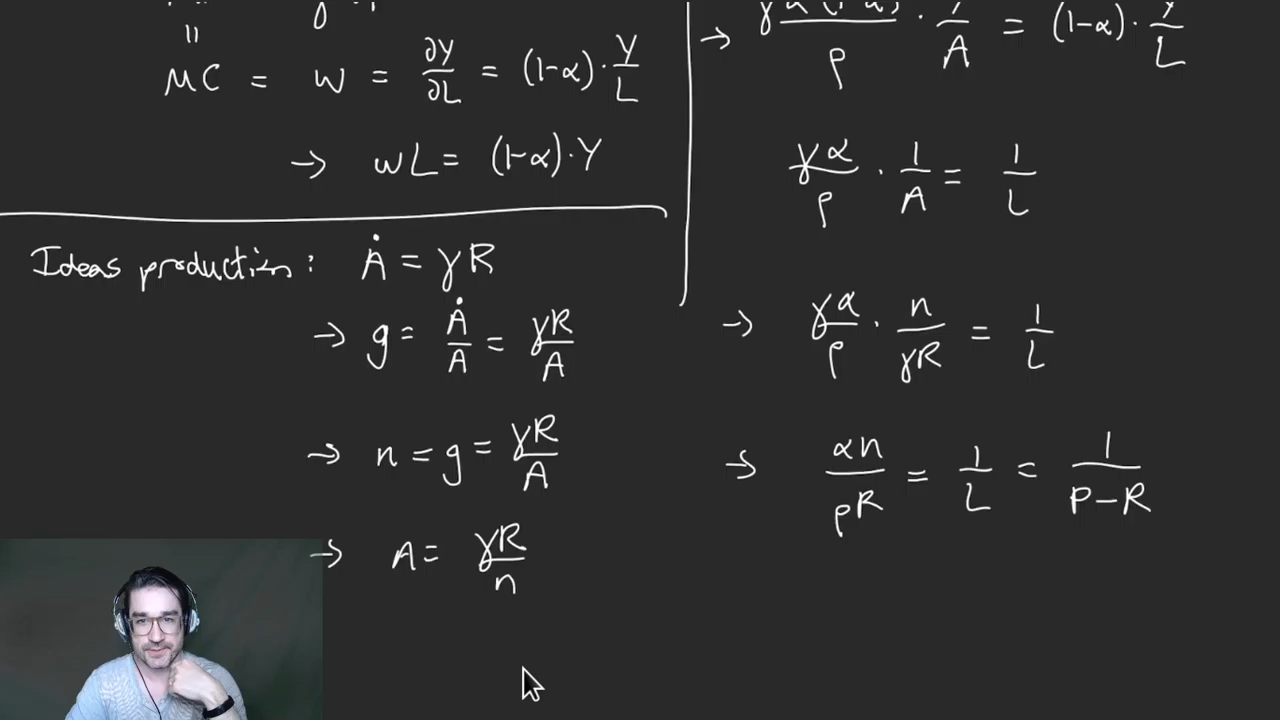 ||
MC = w = ∂Y/∂L = (1-α)·Y/L
→ wL = (1-α)·Y
Ideas production: Ȧ = γR
→ g = Ȧ/A = γR/A
→ n = g = γR/A
→ A = γR/n
→ /ρ · Y/A = (1-α)·Y/L
γα/ρ · 1/A = 1/L
→ γα/ρ · n/γR = 1/L
→ αn/ρR = 1/L = 1/P-R